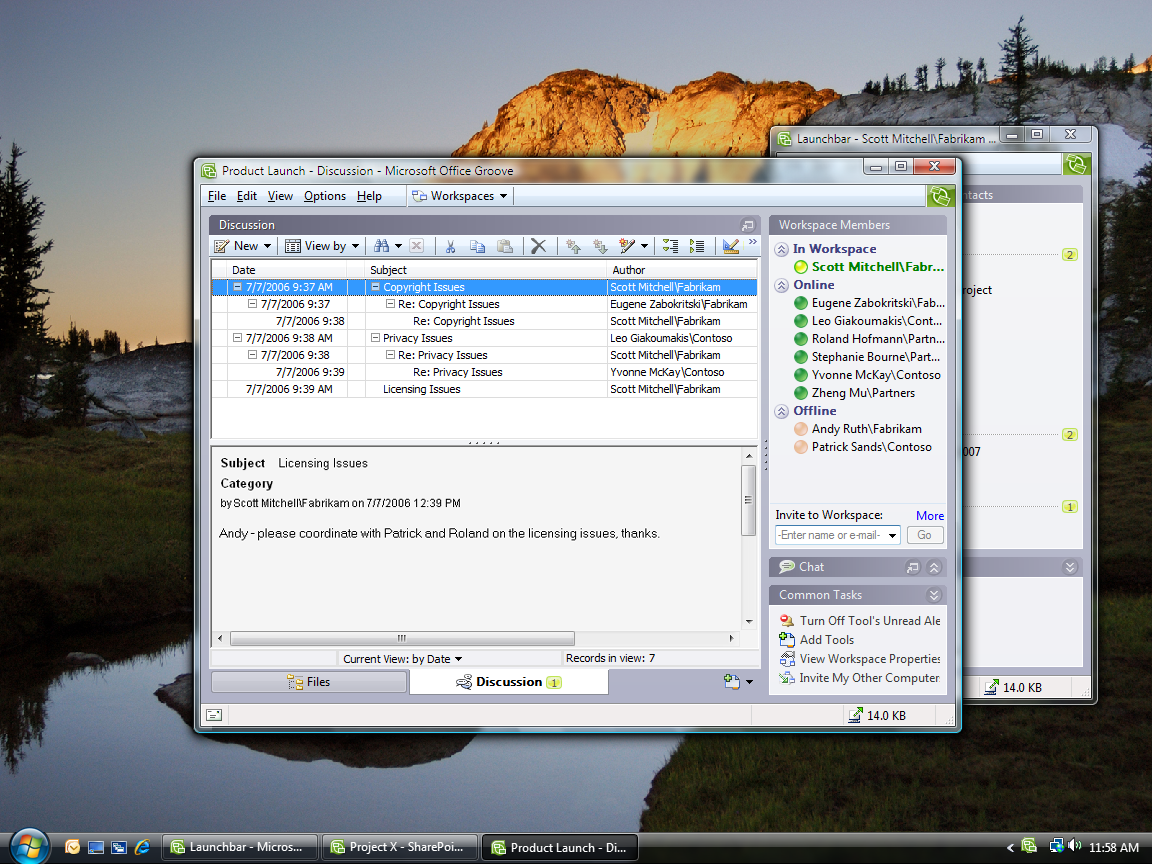 Launchbar - Scott Mitchell\Fabrikam ...
Product Launch - Discussion - Microsoft Office Groove
File Edit View Options Help Workspaces
Discussion
New View by
Date Subject Author
7/7/2006 9:37 AM Copyright Issues Scott Mitchell\Fabrikam
7/7/2006 9:37 Re: Copyright Issues Eugene Zabokritski\Fabrikam
7/7/2006 9:38 Re: Copyright Issues Scott Mitchell\Fabrikam
7/7/2006 9:38 AM Privacy Issues Leo Giakoumakis\Contoso
7/7/2006 9:38 Re: Privacy Issues Scott Mitchell\Fabrikam
7/7/2006 9:39 Re: Privacy Issues Yvonne McKay\Contoso
7/7/2006 9:39 AM Licensing Issues Scott Mitchell\Fabrikam
Subject Licensing Issues
Category
by Scott Mitchell\Fabrikam on 7/7/2006 12:39 PM
Andy - please coordinate with Patrick and Roland on the licensing issues, thanks.
Current View: by Date Records in view: 7
Files Discussion 1
Workspace Members
In Workspace
Scott Mitchell\Fabr...
Online
Eugene Zabokritski\Fab...
Leo Giakoumakis\Cont...
Roland Hofmann\Partn...
Stephanie Bourne\Part...
Yvonne McKay\Contoso
Zheng Mu\Partners
Offline
Andy Ruth\Fabrikam
Patrick Sands\Contoso
Invite to Workspace: More
-Enter name or e-mail- Go
Chat
Common Tasks
Turn Off Tool's Unread Ale
Add Tools
View Workspace Properties
Invite My Other Computer
14.0 KB
ntacts
2
roject
2
007
1
14.0 KB
Launchbar - Micros... Project X - SharePoi... Product Launch - Di... 11:58 AM